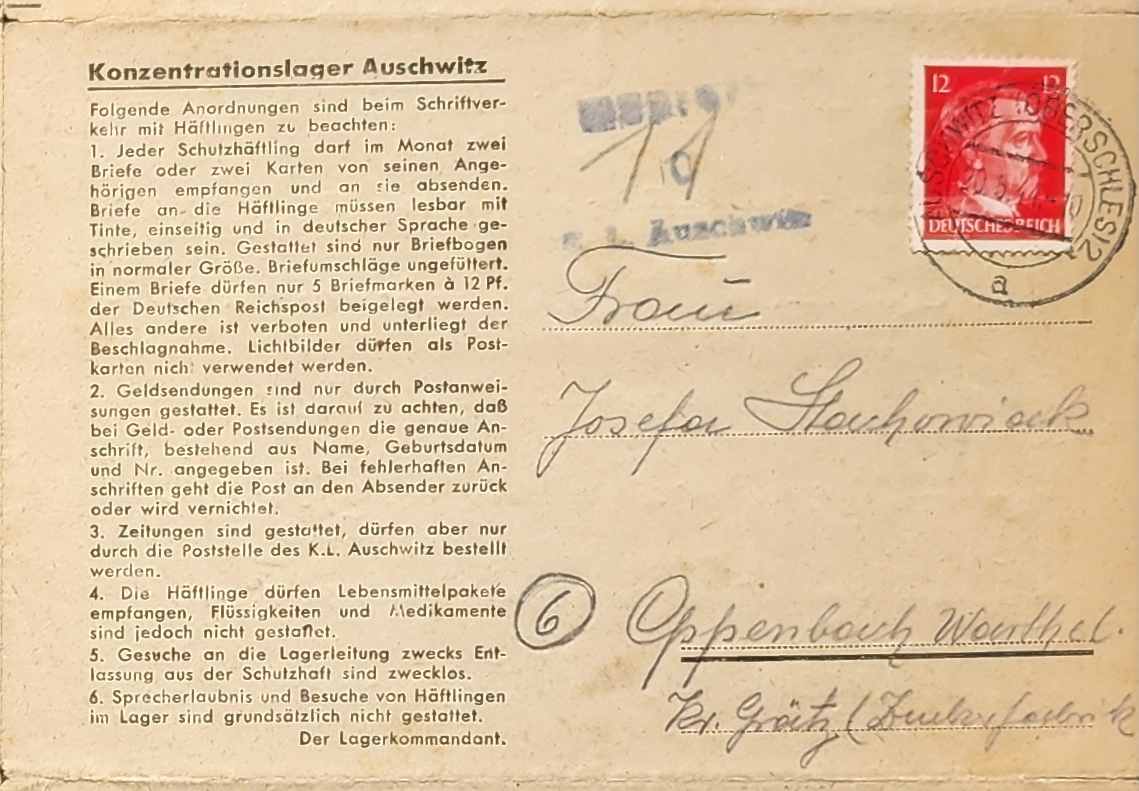 Konzentrationslager Auschwitz
Folgende Anordnungen sind beim Schriftver-
kehr mit Häftlingen zu beachten:
1. Jeder Schutzhäftling darf im Monat zwei
Briefe oder zwei Karten von seinen Ange-
hörigen empfangen und an sie absenden.
Briefe an die Häftlinge müssen lesbar mit
Tinte, einseitig und in deutscher Sprache ge-
schrieben sein. Gestattet sind nur Briefbogen
in normaler Größe. Briefumschläge ungefüttert.
Einem Briefe dürfen nur 5 Briefmarken à 12 Pf.
der Deutschen Reichspost beigelegt werden.
Alles andere ist verboten und unterliegt der
Beschlagnahme. Lichtbilder dürfen als Post-
karten nicht verwendet werden.
2. Geldsendungen sind nur durch Postanwei-
sungen gestattet. Es ist darauf zu achten, daß
bei Geld- oder Postsendungen die genaue An-
schrift, bestehend aus Name, Geburtsdatum
und Nr. angegeben ist. Bei fehlerhaften An-
schriften geht die Post an den Absender zurück
oder wird vernichtet.
3. Zeitungen sind gestattet, dürfen aber nur
durch die Poststelle des K.L. Auschwitz bestellt
werden.
4. Die Häftlinge dürfen Lebensmittelpakete
empfangen, Flüssigkeiten und Medikamente
sind jedoch nicht gestattet.
5. Gesuche an die Lagerleitung zwecks Ent-
lassung aus der Schutzhaft sind zwecklos.
6. Sprecherlaubnis und Besuche von Häftlingen
im Lager sind grundsätzlich nicht gestattet.
Der Lagerkommandant.
Auschwitz
12 12
DEUTSCHES REICH
AUSCHWITZ (OBERSCHLES) 2
a
Frau
Josefa Stachowiack
6
Oppenbach Warthel.
Kr. Grätz (